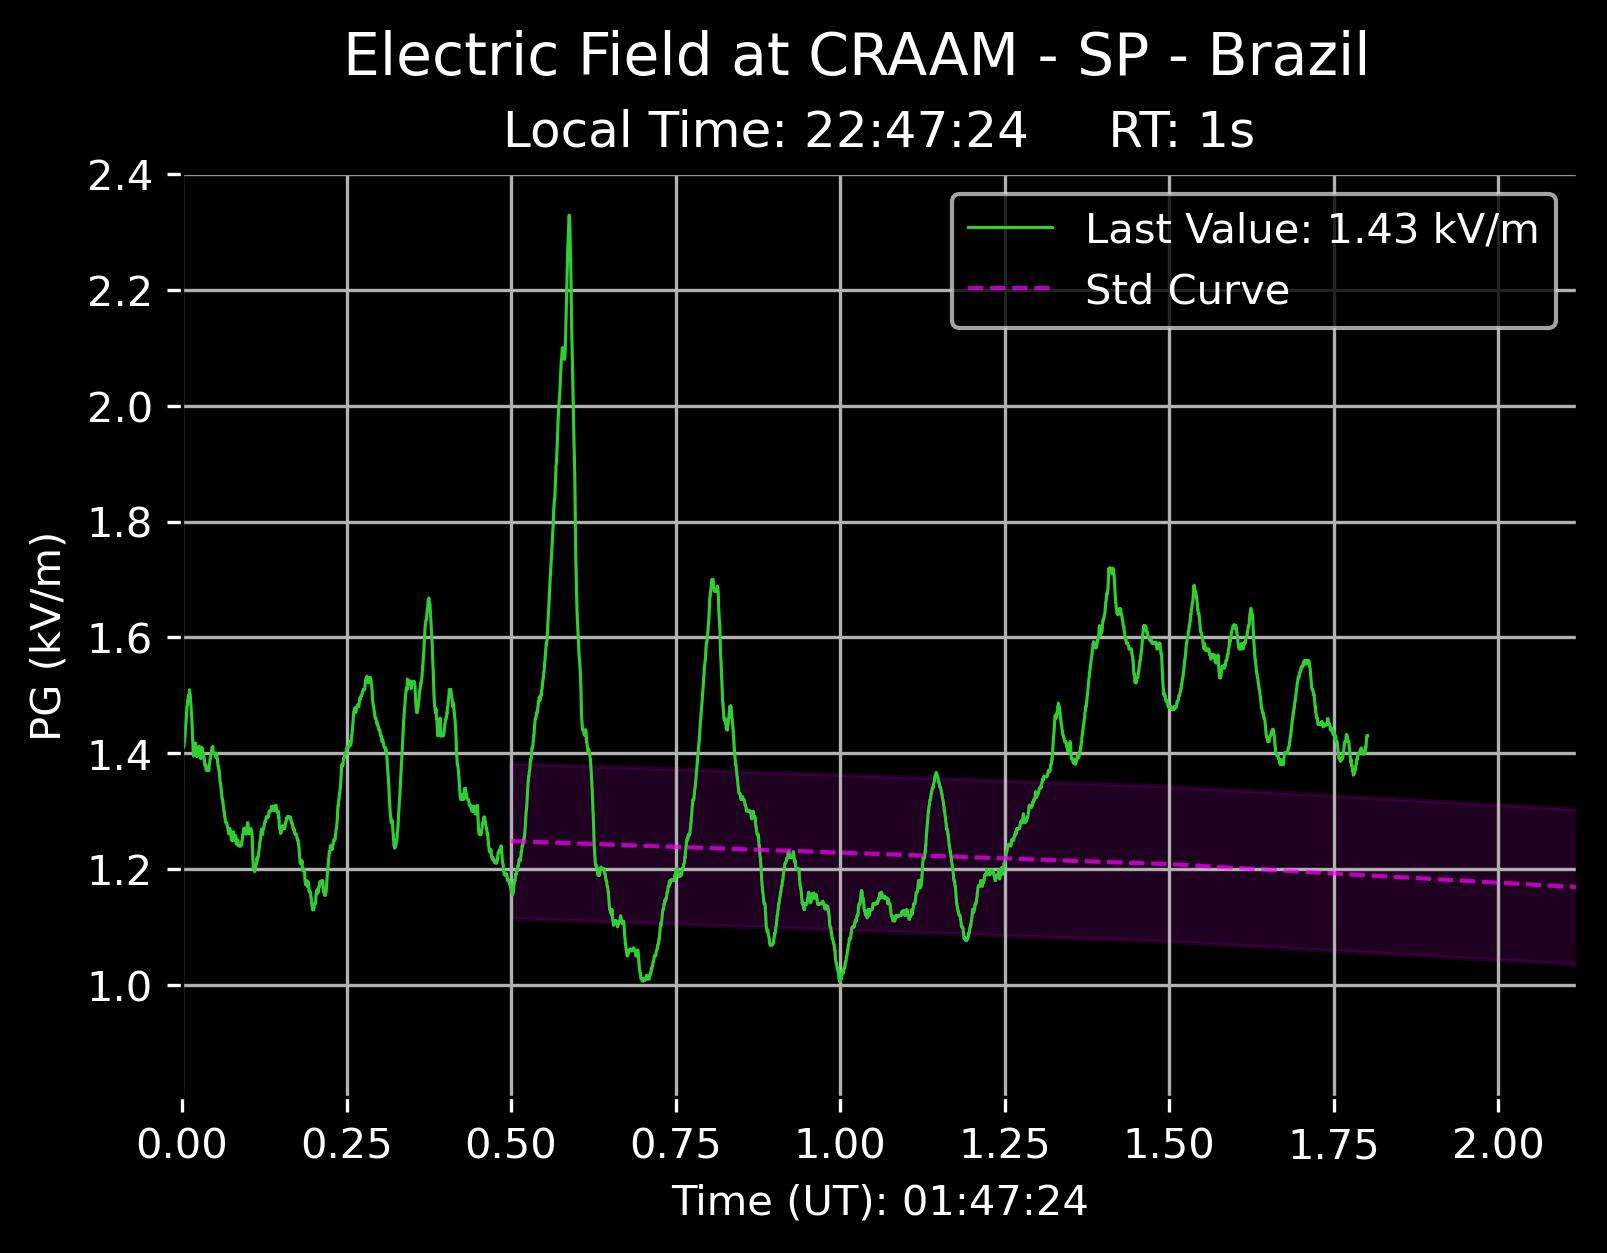 Electric Field at CRAAM - SP - Brazil
Local Time: 22:47:24 RT: 1s
Last Value: 1.43 kV/m
Std Curve
PG (kV/m)
2.4
2.2
2.0
1.8
1.6
1.4
1.2
1.0
0.00 0.25 0.50 0.75 1.00 1.25 1.50 1.75 2.00
Time (UT): 01:47:24